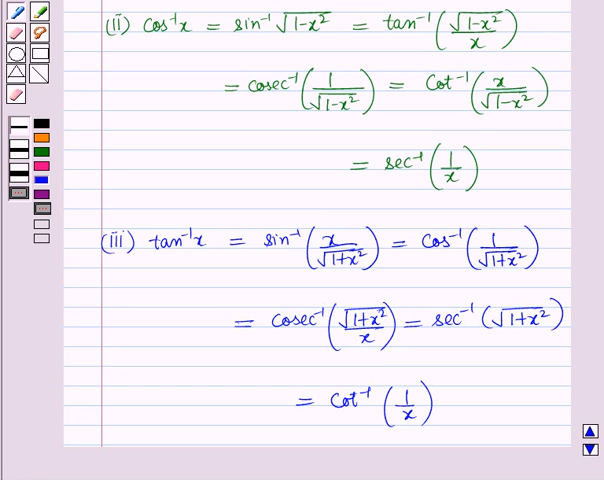 (ii) cos⁻¹x = sin⁻¹√(1-x²) = tan⁻¹(√(1-x²)/x)
= cosec⁻¹(1/√(1-x²)) = cot⁻¹(x/√(1-x²))
= sec⁻¹(1/x)
(iii) tan⁻¹x = sin⁻¹(x/√(1+x²)) = cos⁻¹(1/√(1+x²))
= cosec⁻¹(√(1+x²)/x) = sec⁻¹(√(1+x²))
= cot⁻¹(1/x)